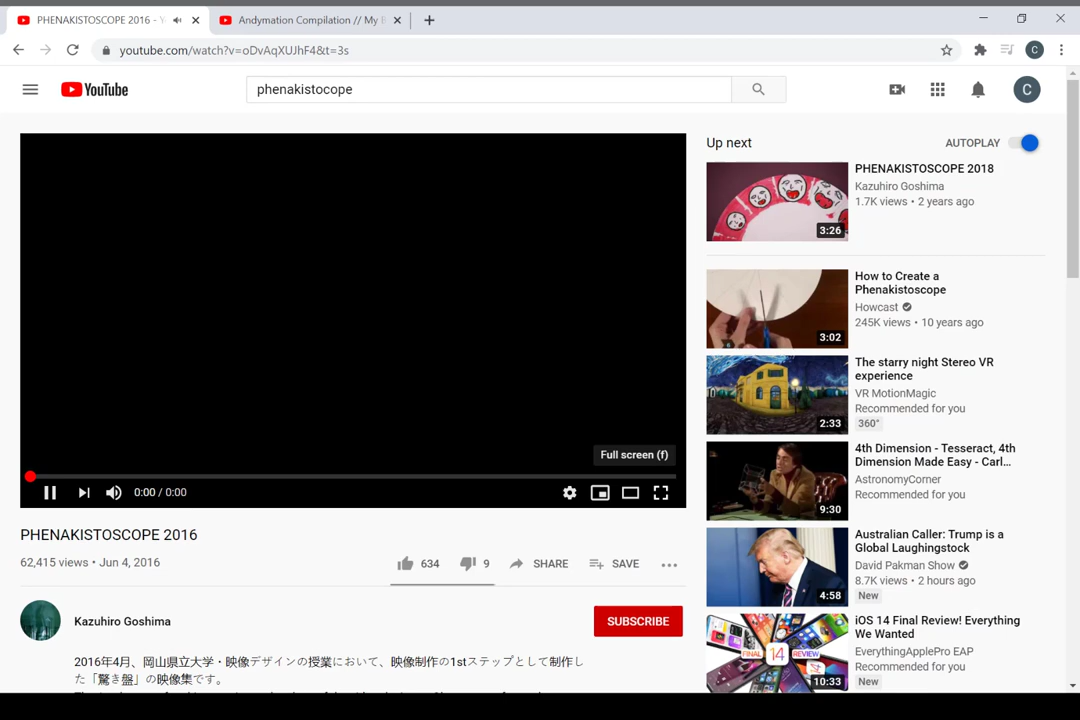 PHENAKISTOSCOPE 2016 - Y
Andymation Compilation // My
youtube.com/watch?v=oDvAqXUJhF4&t=3s
C
YouTube
phenakistocope
C
Up next
AUTOPLAY
PHENAKISTOSCOPE 2018
Kazuhiro Goshima
1.7K views • 2 years ago
3:26
How to Create a
Phenakistoscope
Howcast
245K views • 10 years ago
3:02
The starry night Stereo VR
experience
VR MotionMagic
Recommended for you
360°
2:33
4th Dimension - Tesseract, 4th
Dimension Made Easy - Carl...
AstronomyCorner
Recommended for you
9:30
Australian Caller: Trump is a
Global Laughingstock
David Pakman Show
8.7K views • 2 hours ago
New
4:58
iOS 14 Final Review! Everything
We Wanted
EverythingApplePro EAP
Recommended for you
New
FINAL 14 REVIEW
10:33
Full screen (f)
0:00 / 0:00
PHENAKISTOSCOPE 2016
62,415 views • Jun 4, 2016
634
9
SHARE
SAVE
Kazuhiro Goshima
SUBSCRIBE
2016年4月、岡山県立大学・映像デザインの授業において、映像制作の1stステップとして制作し
た「驚き盤」の映像集です。